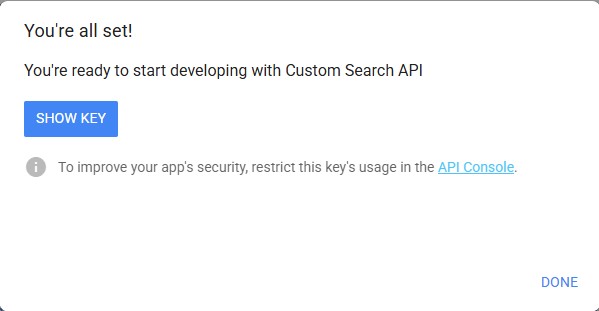 You're all set!
You're ready to start developing with Custom Search API
SHOW KEY
To improve your app's security, restrict this key's usage in the API Console.
DONE